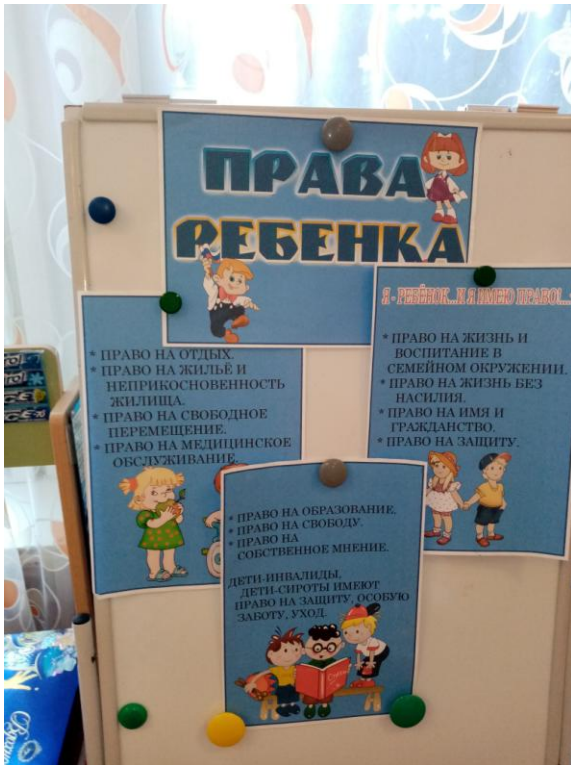 ПРАВА
РЕБЕНКА
Я - РЕБЁНОК...И Я ИМЕЮ ПРАВО!...
* ПРАВО НА ОТДЫХ.
* ПРАВО НА ЖИЛЬЁ И
НЕПРИКОСНОВЕННОСТЬ
ЖИЛИЩА.
* ПРАВО НА СВОБОДНОЕ
ПЕРЕМЕЩЕНИЕ.
* ПРАВО НА МЕДИЦИНСКОЕ
ОБСЛУЖИВАНИЕ.
* ПРАВО НА ЖИЗНЬ И
ВОСПИТАНИЕ В
СЕМЕЙНОМ ОКРУЖЕНИИ.
* ПРАВО НА ЖИЗНЬ БЕЗ
НАСИЛИЯ.
* ПРАВО НА ИМЯ И
ГРАЖДАНСТВО.
* ПРАВО НА ЗАЩИТУ.
* ПРАВО НА ОБРАЗОВАНИЕ.
* ПРАВО НА СВОБОДУ.
* ПРАВО НА
СОБСТВЕННОЕ МНЕНИЕ.
ДЕТИ-ИНВАЛИДЫ,
ДЕТИ-СИРОТЫ ИМЕЮТ
ПРАВО НА ЗАЩИТУ, ОСОБУЮ
ЗАБОТУ, УХОД.